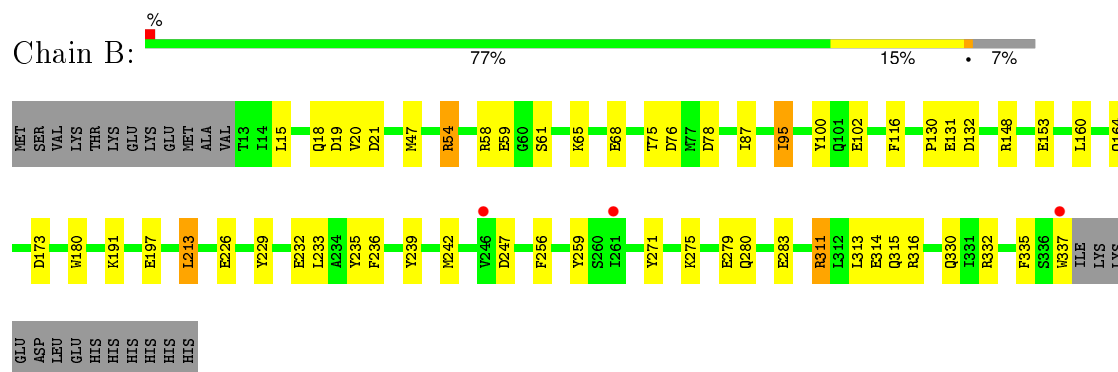 %
Chain B:
77% 15% • 7%
MET SER VAL LYS THR LYS GLU LYS GLU MET ALA VAL T13 I14 L15 Q18 D19 V20 D21 M47 R54 R58 E59 G60 S61 K65 E68 T75 D76 M77 D78 I87 I95 Y100 Q101 E102 F116 P130 E131 D132 R148 E153 L160 Q164
D173 W180 K191 E197 L213 E226 Y229 E232 L233 A234 Y235 F236 Y239 M242 V246 D247 F256 Y259 S260 I261 Y271 K275 E279 Q280 E283 R311 L312 L313 E314 Q315 R316 Q330 I331 R332 F335 S336 W337 ILE LYS LYS
GLU ASP LEU GLU HIS HIS HIS HIS HIS HIS